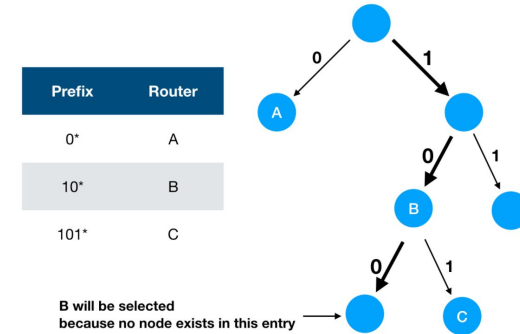 0
1
Prefix Router
A
0* A
0
1
10* B
B
101* C
0
1
B will be selected
because no node exists in this entry
C